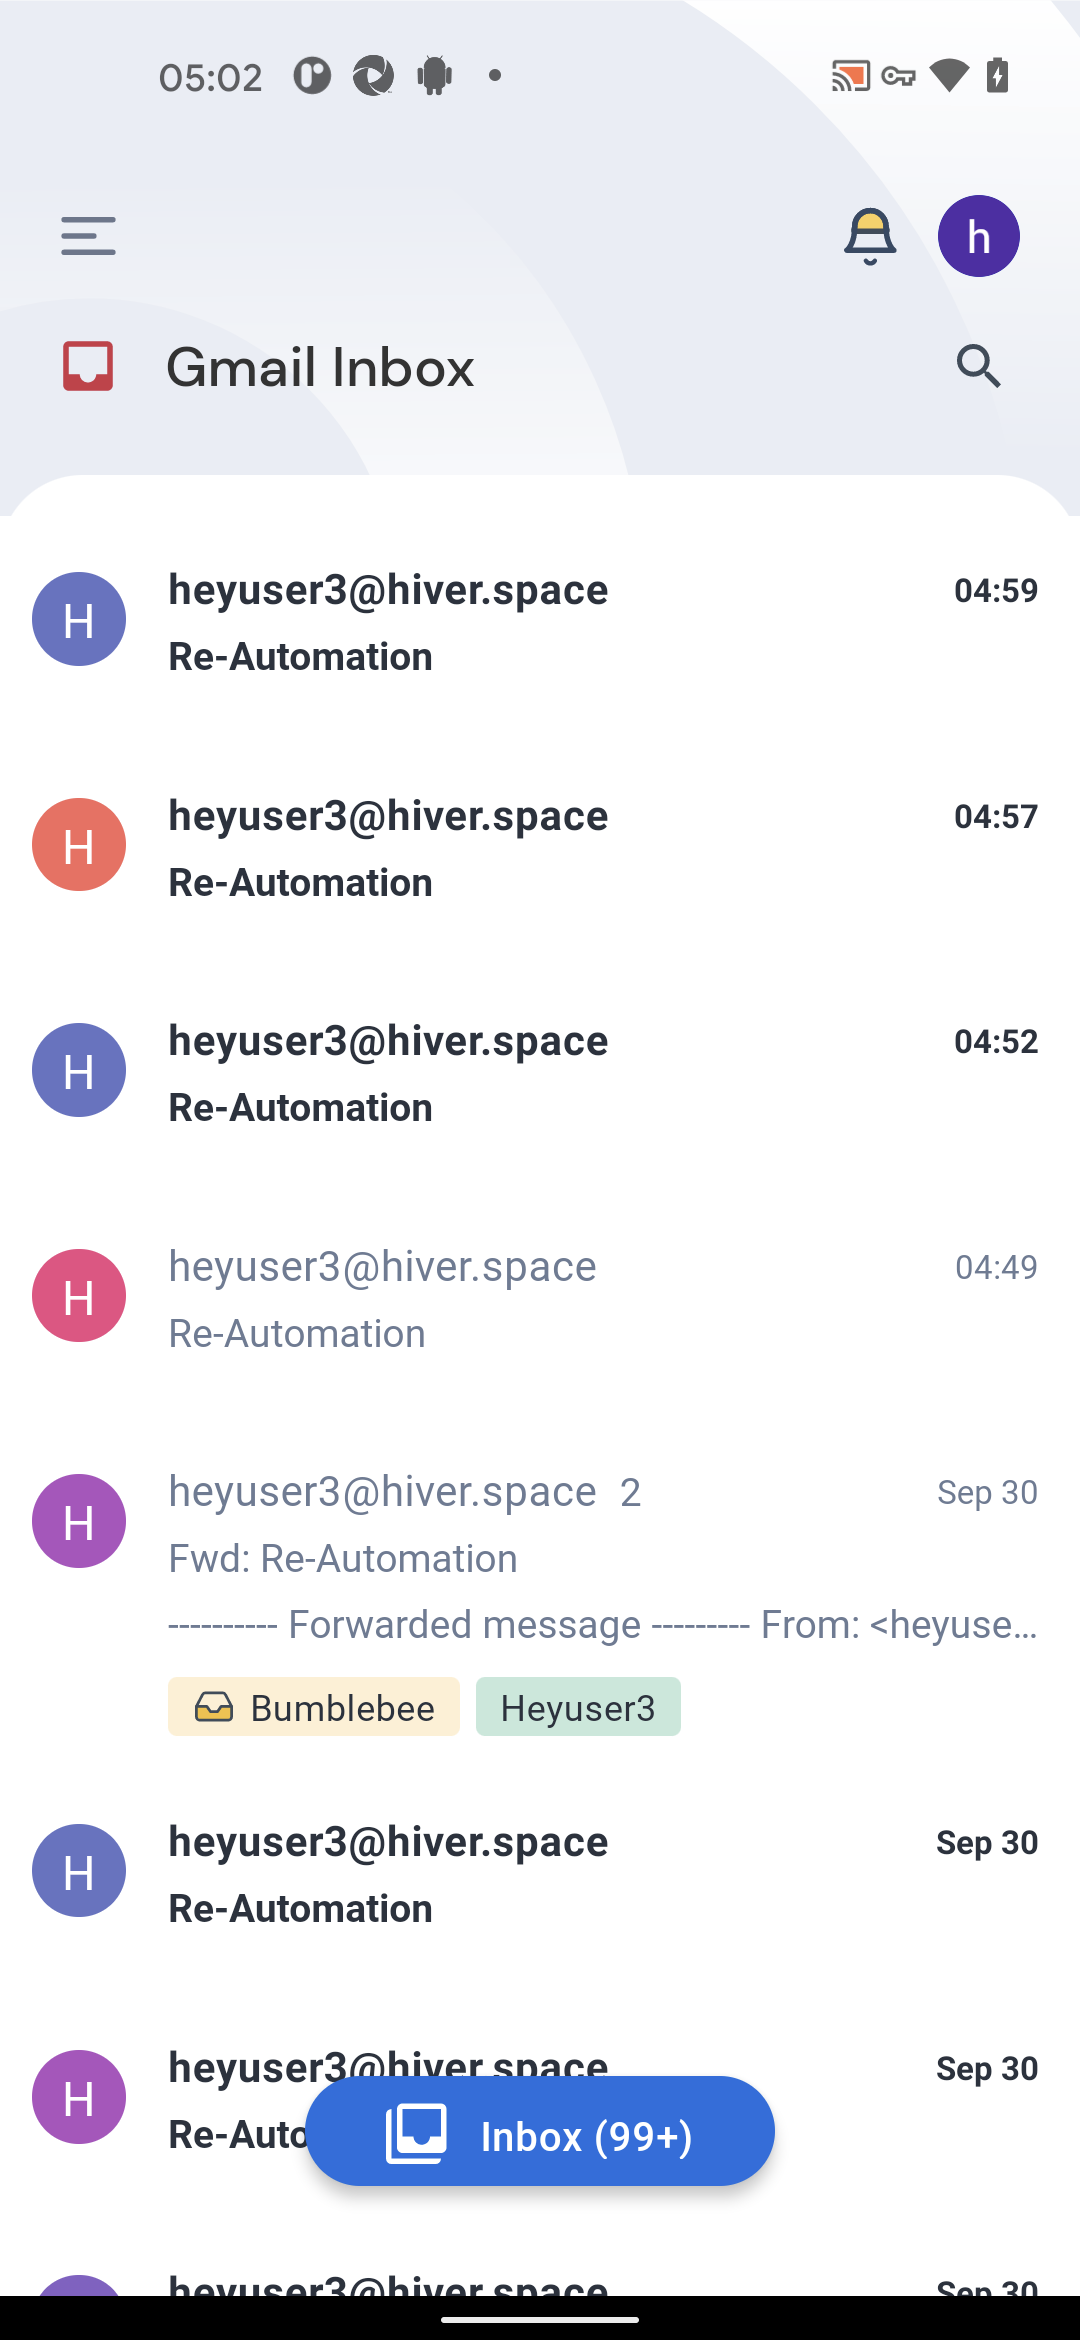 05:02
h
Gmail Inbox
H heyuser3@hiver.space 04:59
Re-Automation
H heyuser3@hiver.space 04:57
Re-Automation
H heyuser3@hiver.space 04:52
Re-Automation
H heyuser3@hiver.space 04:49
Re-Automation
H heyuser3@hiver.space 2 Sep 30
Fwd: Re-Automation
---------- Forwarded message --------- From: <heyuse...
Bumblebee Heyuser3
H heyuser3@hiver.space Sep 30
Re-Automation
H heyuser3@hiver.space Sep 30
Re-Auto
Inbox (99+)
heyuser3@hiver.space Sep 30